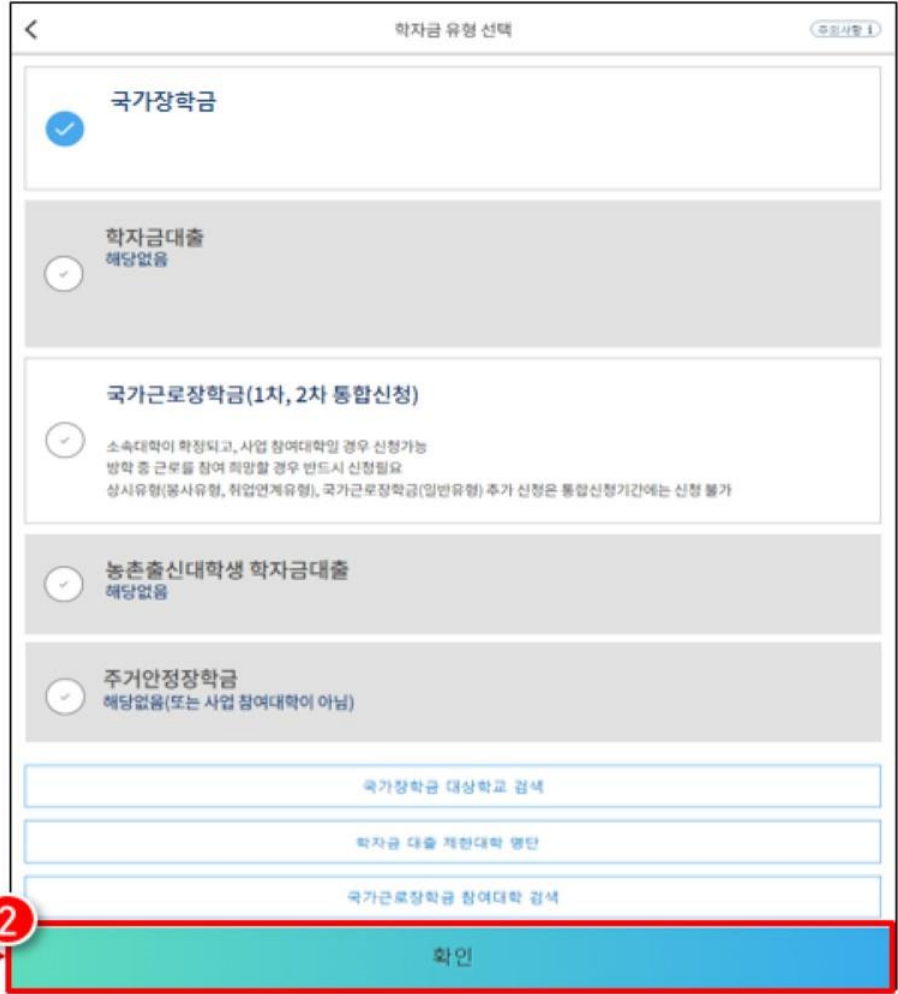 학자금 유형 선택
주의사항 i
국가장학금
학자금대출
해당없음
국가근로장학금(1차, 2차 통합신청)
소속대학이 확정되고, 사업 참여대학일 경우 신청가능
방학 중 근로를 참여 희망할 경우 반드시 신청필요
상시유형(봉사유형, 취업연계유형), 국가근로장학금(일반유형) 추가 신청은 통합신청기간에는 신청 불가
농촌출신대학생 학자금대출
해당없음
주거안정장학금
해당없음(또는 사업 참여대학이 아님)
국가장학금 대상학교 검색
학자금 대출 제한대학 명단
국가근로장학금 참여대학 검색
2
확인